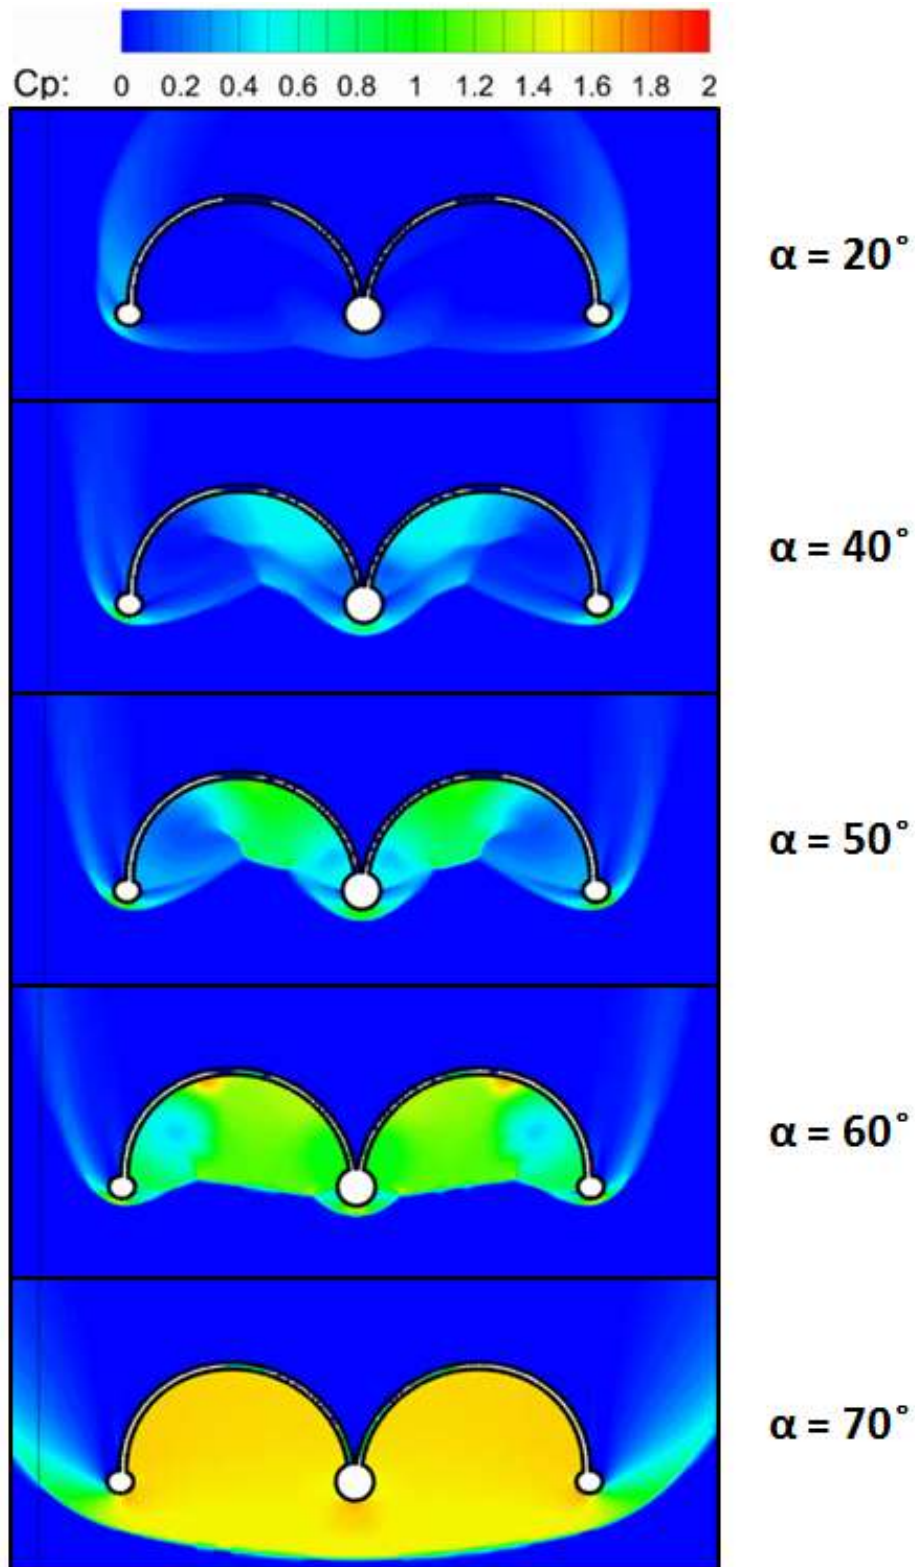 Cp: 0 0.2 0.4 0.6 0.8 1 1.2 1.4 1.6 1.8 2
α = 20˚
α = 40˚
α = 50˚
α = 60˚
α = 70˚